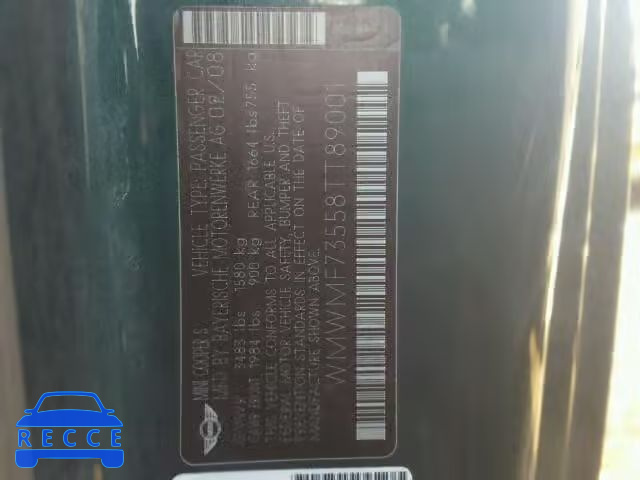 MINI COOPER S VEHICLE TYPE: PASSENGER CAR
MFD BY BAYERISCHE MOTORENWERKE AG 02/08
GVWR 3483 lbs 1580 kg
GAWR FRONT 1984 lbs 900 kg REAR 1664 lbs 755 kg
THIS VEHICLE CONFORMS TO ALL APPLICABLE U.S.
FEDERAL MOTOR VEHICLE SAFETY, BUMPER AND
THEFT PREVENTION STANDARDS IN EFFECT ON THE DATE OF
MANUFACTURE SHOWN ABOVE.
WMWMF73558TT89001
RECCE
RECCE